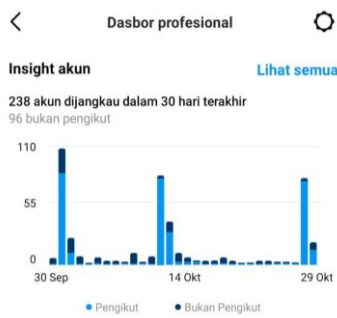 Dasbor profesional
Insight akun
Lihat semua
238 akun dijangkau dalam 30 hari terakhir
96 bukan pengikut
110
55
0
30 Sep
14 Okt
29 Okt
Pengikut
Bukan Pengikut